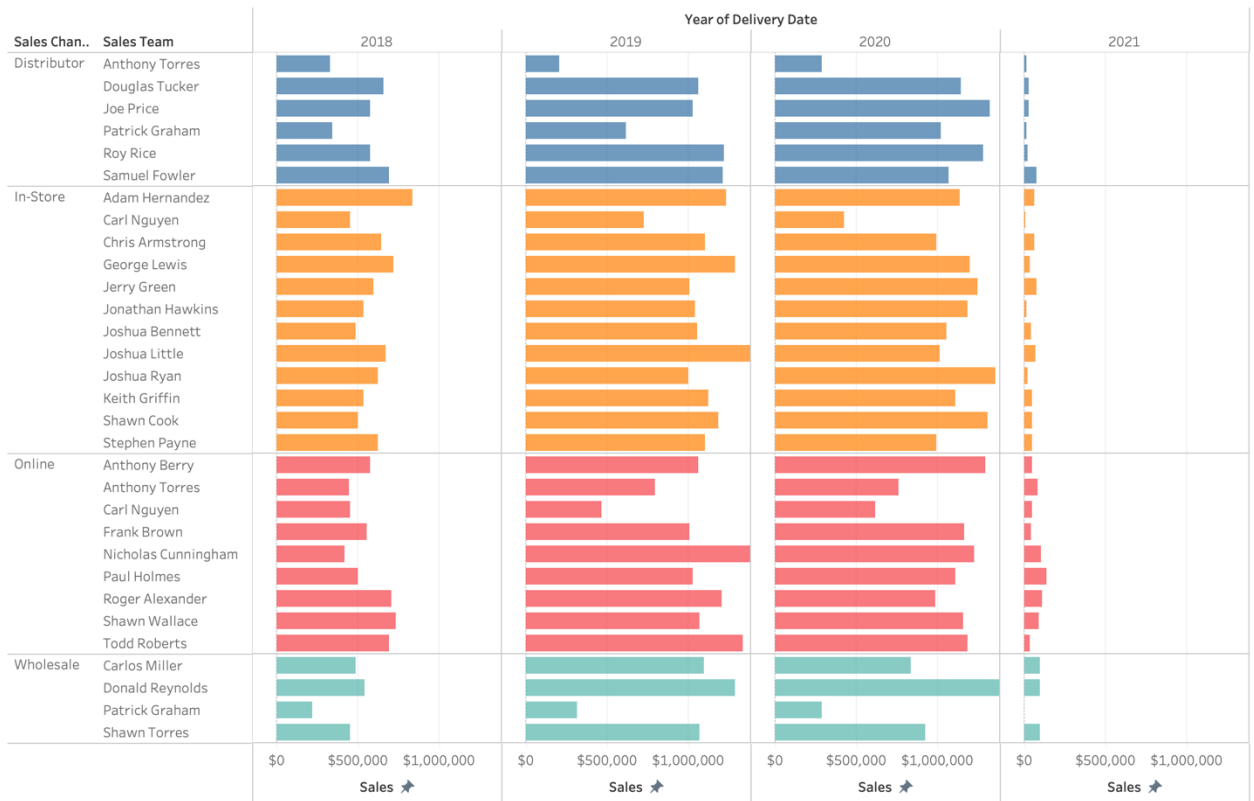 Year of Delivery Date
Sales Chan.. Sales Team 2018 2019 2020 2021
Distributor Anthony Torres
Douglas Tucker
Joe Price
Patrick Graham
Roy Rice
Samuel Fowler
In-Store Adam Hernandez
Carl Nguyen
Chris Armstrong
George Lewis
Jerry Green
Jonathan Hawkins
Joshua Bennett
Joshua Little
Joshua Ryan
Keith Griffin
Shawn Cook
Stephen Payne
Online Anthony Berry
Anthony Torres
Carl Nguyen
Frank Brown
Nicholas Cunningham
Paul Holmes
Roger Alexander
Shawn Wallace
Todd Roberts
Wholesale Carlos Miller
Donald Reynolds
Patrick Graham
Shawn Torres
$0 $500,000 $1,000,000 $0 $500,000 $1,000,000 $0 $500,000 $1,000,000 $0 $500,000 $1,000,000
Sales Sales Sales Sales